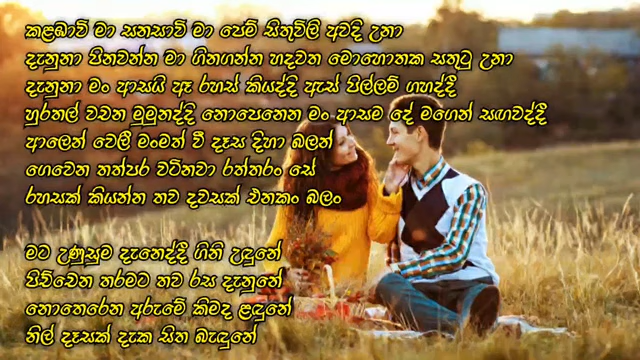 කළඹාවී මා සනසාවි මා පේම් සිතුවිලි අවදි උනා
දැනුනා පිනවන්න මා ගිනගන්න හදවත මොහොතක සතුටු උනා
දැනුනා මං ආසයි ඈ රහස් කියද්දි ඇස් පිල්ලම් ගහද්දී
හුරතල් වචන මුමුනද්දි නොපෙනෙන මං ආසම දේ මගෙන් සඟවද්දී
ආලෙන් වෙලී මංමත් වී දෑස දිහා බලන්
ගෙවෙන තත්පර වටිනවා රත්තරං සේ
රහසක් කියන්න තව දවසක් එනකං බලං
මට උණුසුම දැනෙද්දී ගිනි උඳුනේ
පිච්චෙන තරමට තව රස දැනුනේ
නොතෙරෙන අරුමේ කිමද ළඳුනේ
නිල් දෑසක් දැක සිත බැඳුනේ